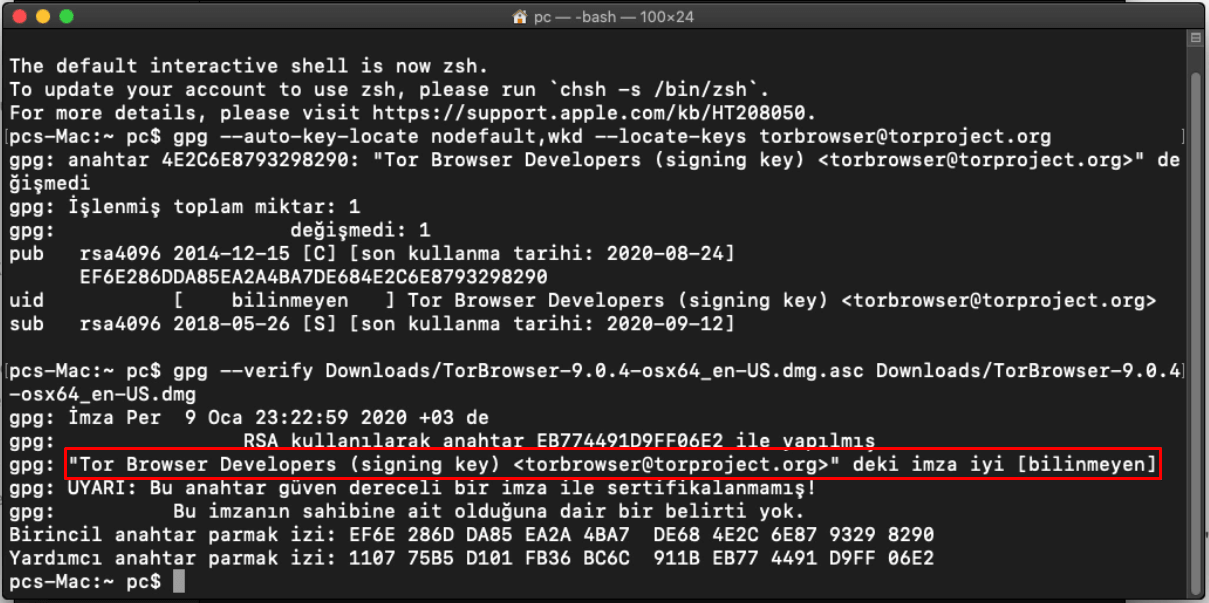 pc — -bash — 100×24
The default interactive shell is now zsh.
To update your account to use zsh, please run `chsh -s /bin/zsh`.
For more details, please visit https://support.apple.com/kb/HT208050.
[pcs-Mac:~ pc$ gpg --auto-key-locate nodefault,wkd --locate-keys torbrowser@torproject.org ]
gpg: anahtar 4E2C6E8793298290: "Tor Browser Developers (signing key) <torbrowser@torproject.org>" de
ğişmedi
gpg: İşlenmiş toplam miktar: 1
gpg:                    değişmedi: 1
pub   rsa4096 2014-12-15 [C] [son kullanma tarihi: 2020-08-24]
      EF6E286DDA85EA2A4BA7DE684E2C6E8793298290
uid           [    bilinmeyen   ] Tor Browser Developers (signing key) <torbrowser@torproject.org>
sub   rsa4096 2018-05-26 [S] [son kullanma tarihi: 2020-09-12]
[pcs-Mac:~ pc$ gpg --verify Downloads/TorBrowser-9.0.4-osx64_en-US.dmg.asc Downloads/TorBrowser-9.0.4]
-osx64_en-US.dmg
gpg: İmza Per  9 Oca 23:22:59 2020 +03 de
gpg:                RSA kullanılarak anahtar EB774491D9FF06E2 ile yapılmış
gpg: "Tor Browser Developers (signing key) <torbrowser@torproject.org>" deki imza iyi [bilinmeyen]
gpg: UYARI: Bu anahtar güven dereceli bir imza ile sertifikalanmamış!
gpg:          Bu imzanın sahibine ait olduğuna dair bir belirti yok.
Birincil anahtar parmak izi: EF6E 286D DA85 EA2A 4BA7  DE68 4E2C 6E87 9329 8290
Yardımcı anahtar parmak izi: 1107 75B5 D101 FB36 BC6C  911B EB77 4491 D9FF 06E2
pcs-Mac:~ pc$